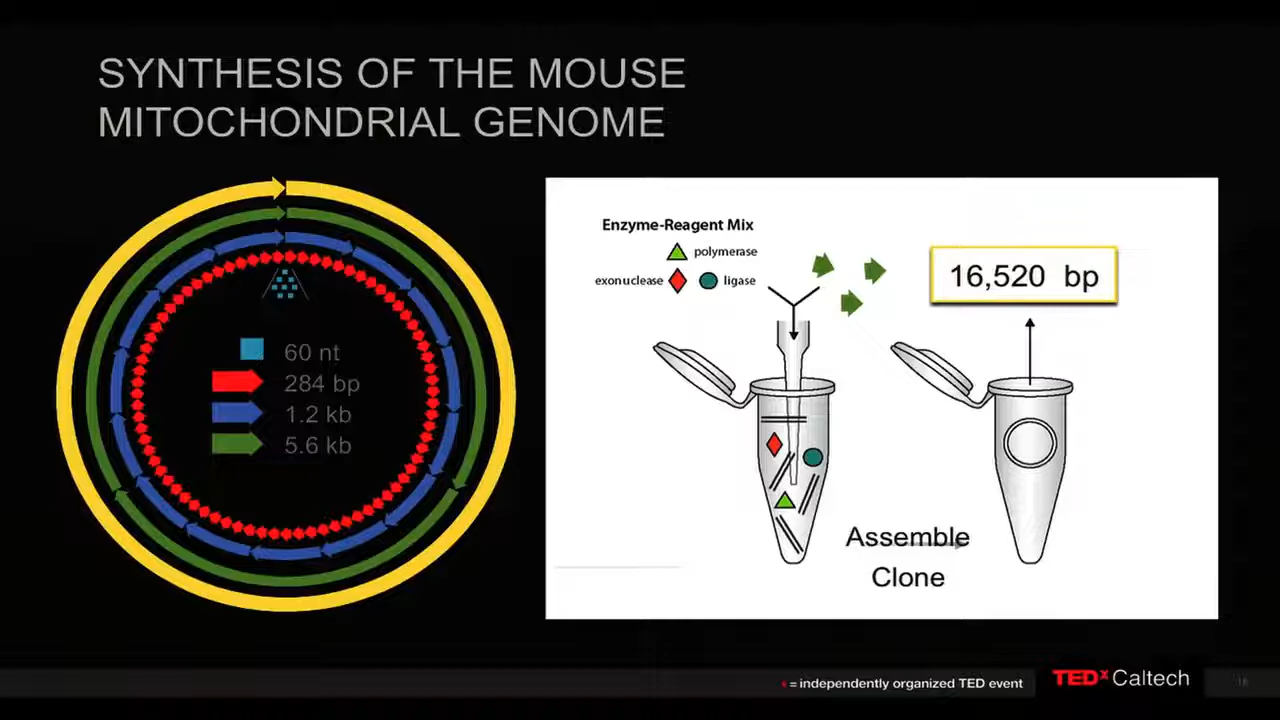 SYNTHESIS OF THE MOUSE
MITOCHONDRIAL GENOME
60 nt
284 bp
1.2 kb
5.6 kb
Enzyme-Reagent Mix
polymerase
exonuclease
ligase
16,520 bp
Assemble
Clone
x = independently organized TED event
TEDx Caltech